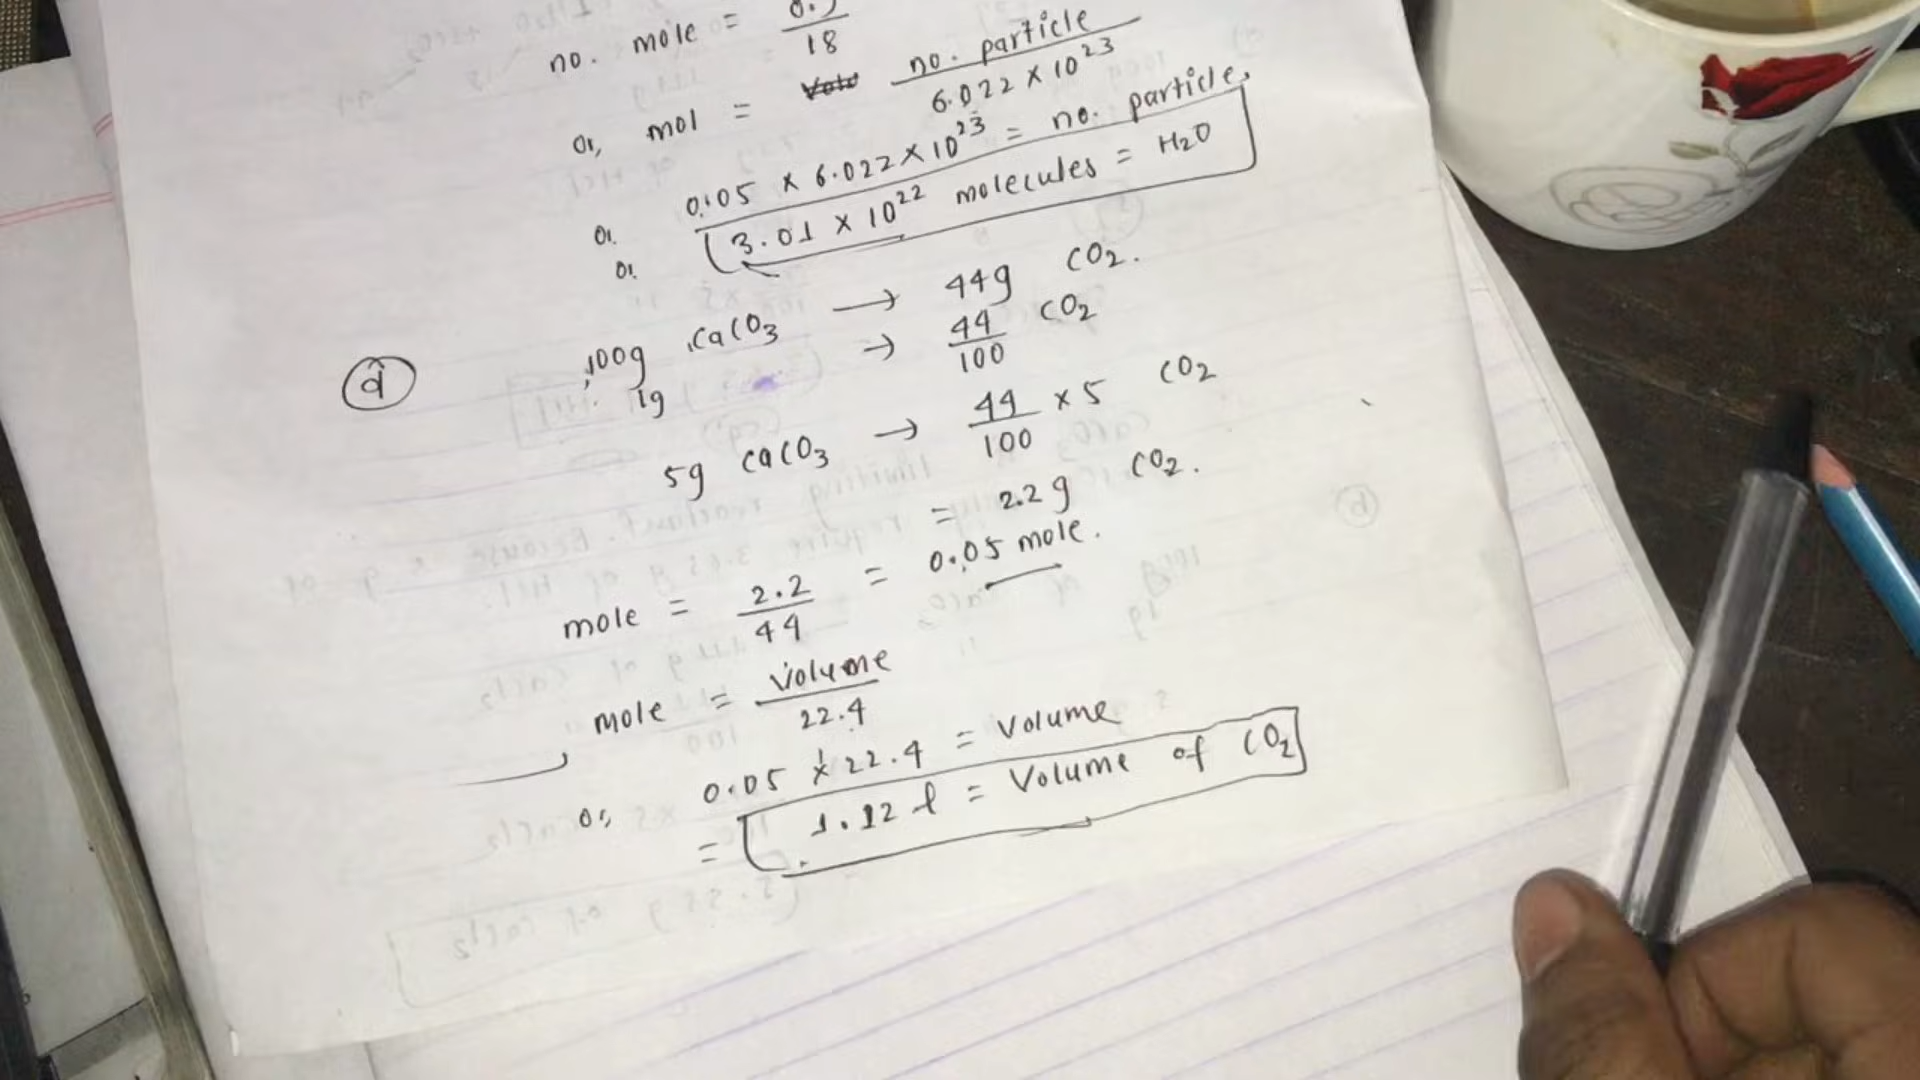 no. mole = 0.9 / 18
or, mol = no. particle / 6.022 × 10²³
or. 0.05 × 6.022 × 10²³ = no. particle,
or. 3.01 × 10²² molecules = H₂O
(d) 100g CaCO₃ → 44g CO₂.
1g → 44/100 CO₂
5g CaCO₃ → 44/100 × 5 CO₂
= 2.2 g CO₂.
mole = 2.2/44 = 0.05 mole.
mole = volume / 22.4
or, 0.05 × 22.4 = volume
= 1.12 l = Volume of CO₂